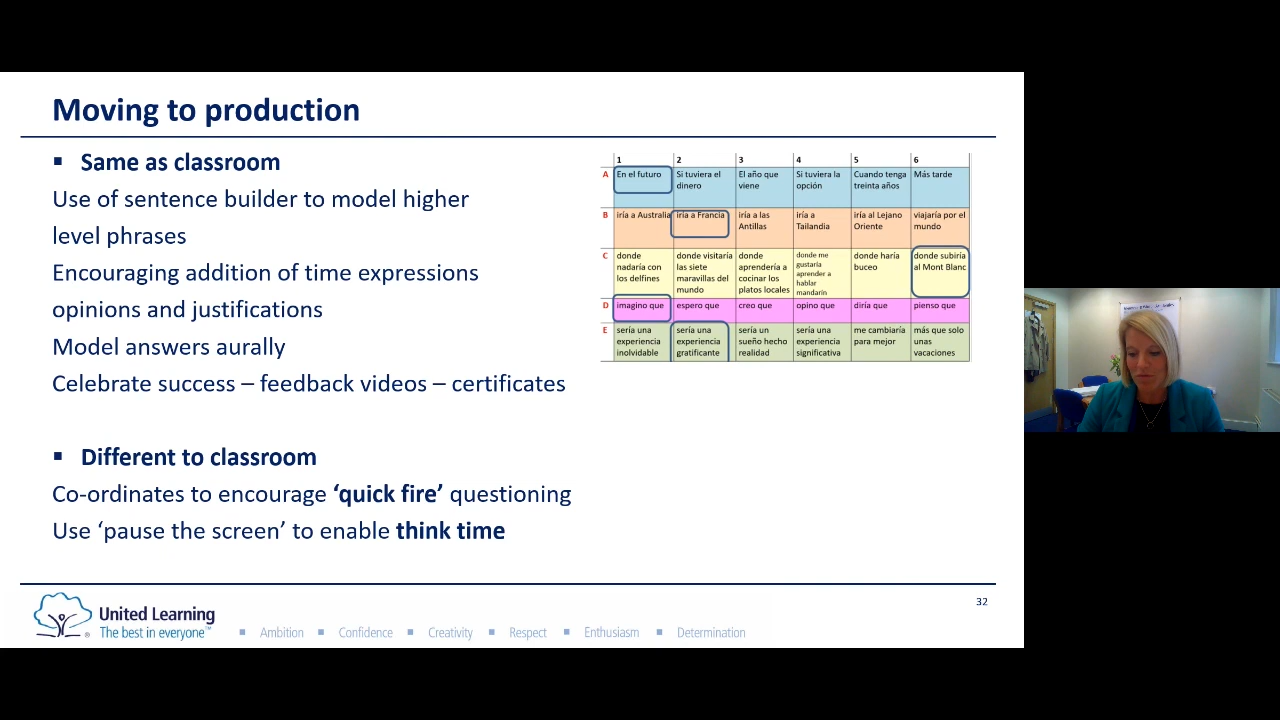 Moving to production
▪ Same as classroom
Use of sentence builder to model higher
level phrases
Encouraging addition of time expressions
opinions and justifications
Model answers aurally
Celebrate success – feedback videos – certificates
▪ Different to classroom
Co-ordinates to encourage ‘quick fire’ questioning
Use ‘pause the screen’ to enable think time
1 2 3 4 5 6
A En el futuro Si tuviera el dinero El año que viene Si tuviera la opción Cuando tenga treinta años Más tarde
B iría a Australia iría a Francia iría a las Antillas iría a Tailandia iría al Lejano Oriente viajaría por el mundo
C donde nadaría con los delfines donde visitaría las siete maravillas del mundo donde aprendería a cocinar los platos locales donde me gustaría aprender a hablar mandarín donde haría buceo donde subiría al Mont Blanc
D imagino que espero que creo que opino que diría que pienso que
E sería una experiencia inolvidable sería una experiencia gratificante sería un sueño hecho realidad sería una experiencia significativa me cambiaría para mejor más que solo unas vacaciones
32
United Learning
The best in everyone™
▪ Ambition ▪ Confidence ▪ Creativity ▪ Respect ▪ Enthusiasm ▪ Determination